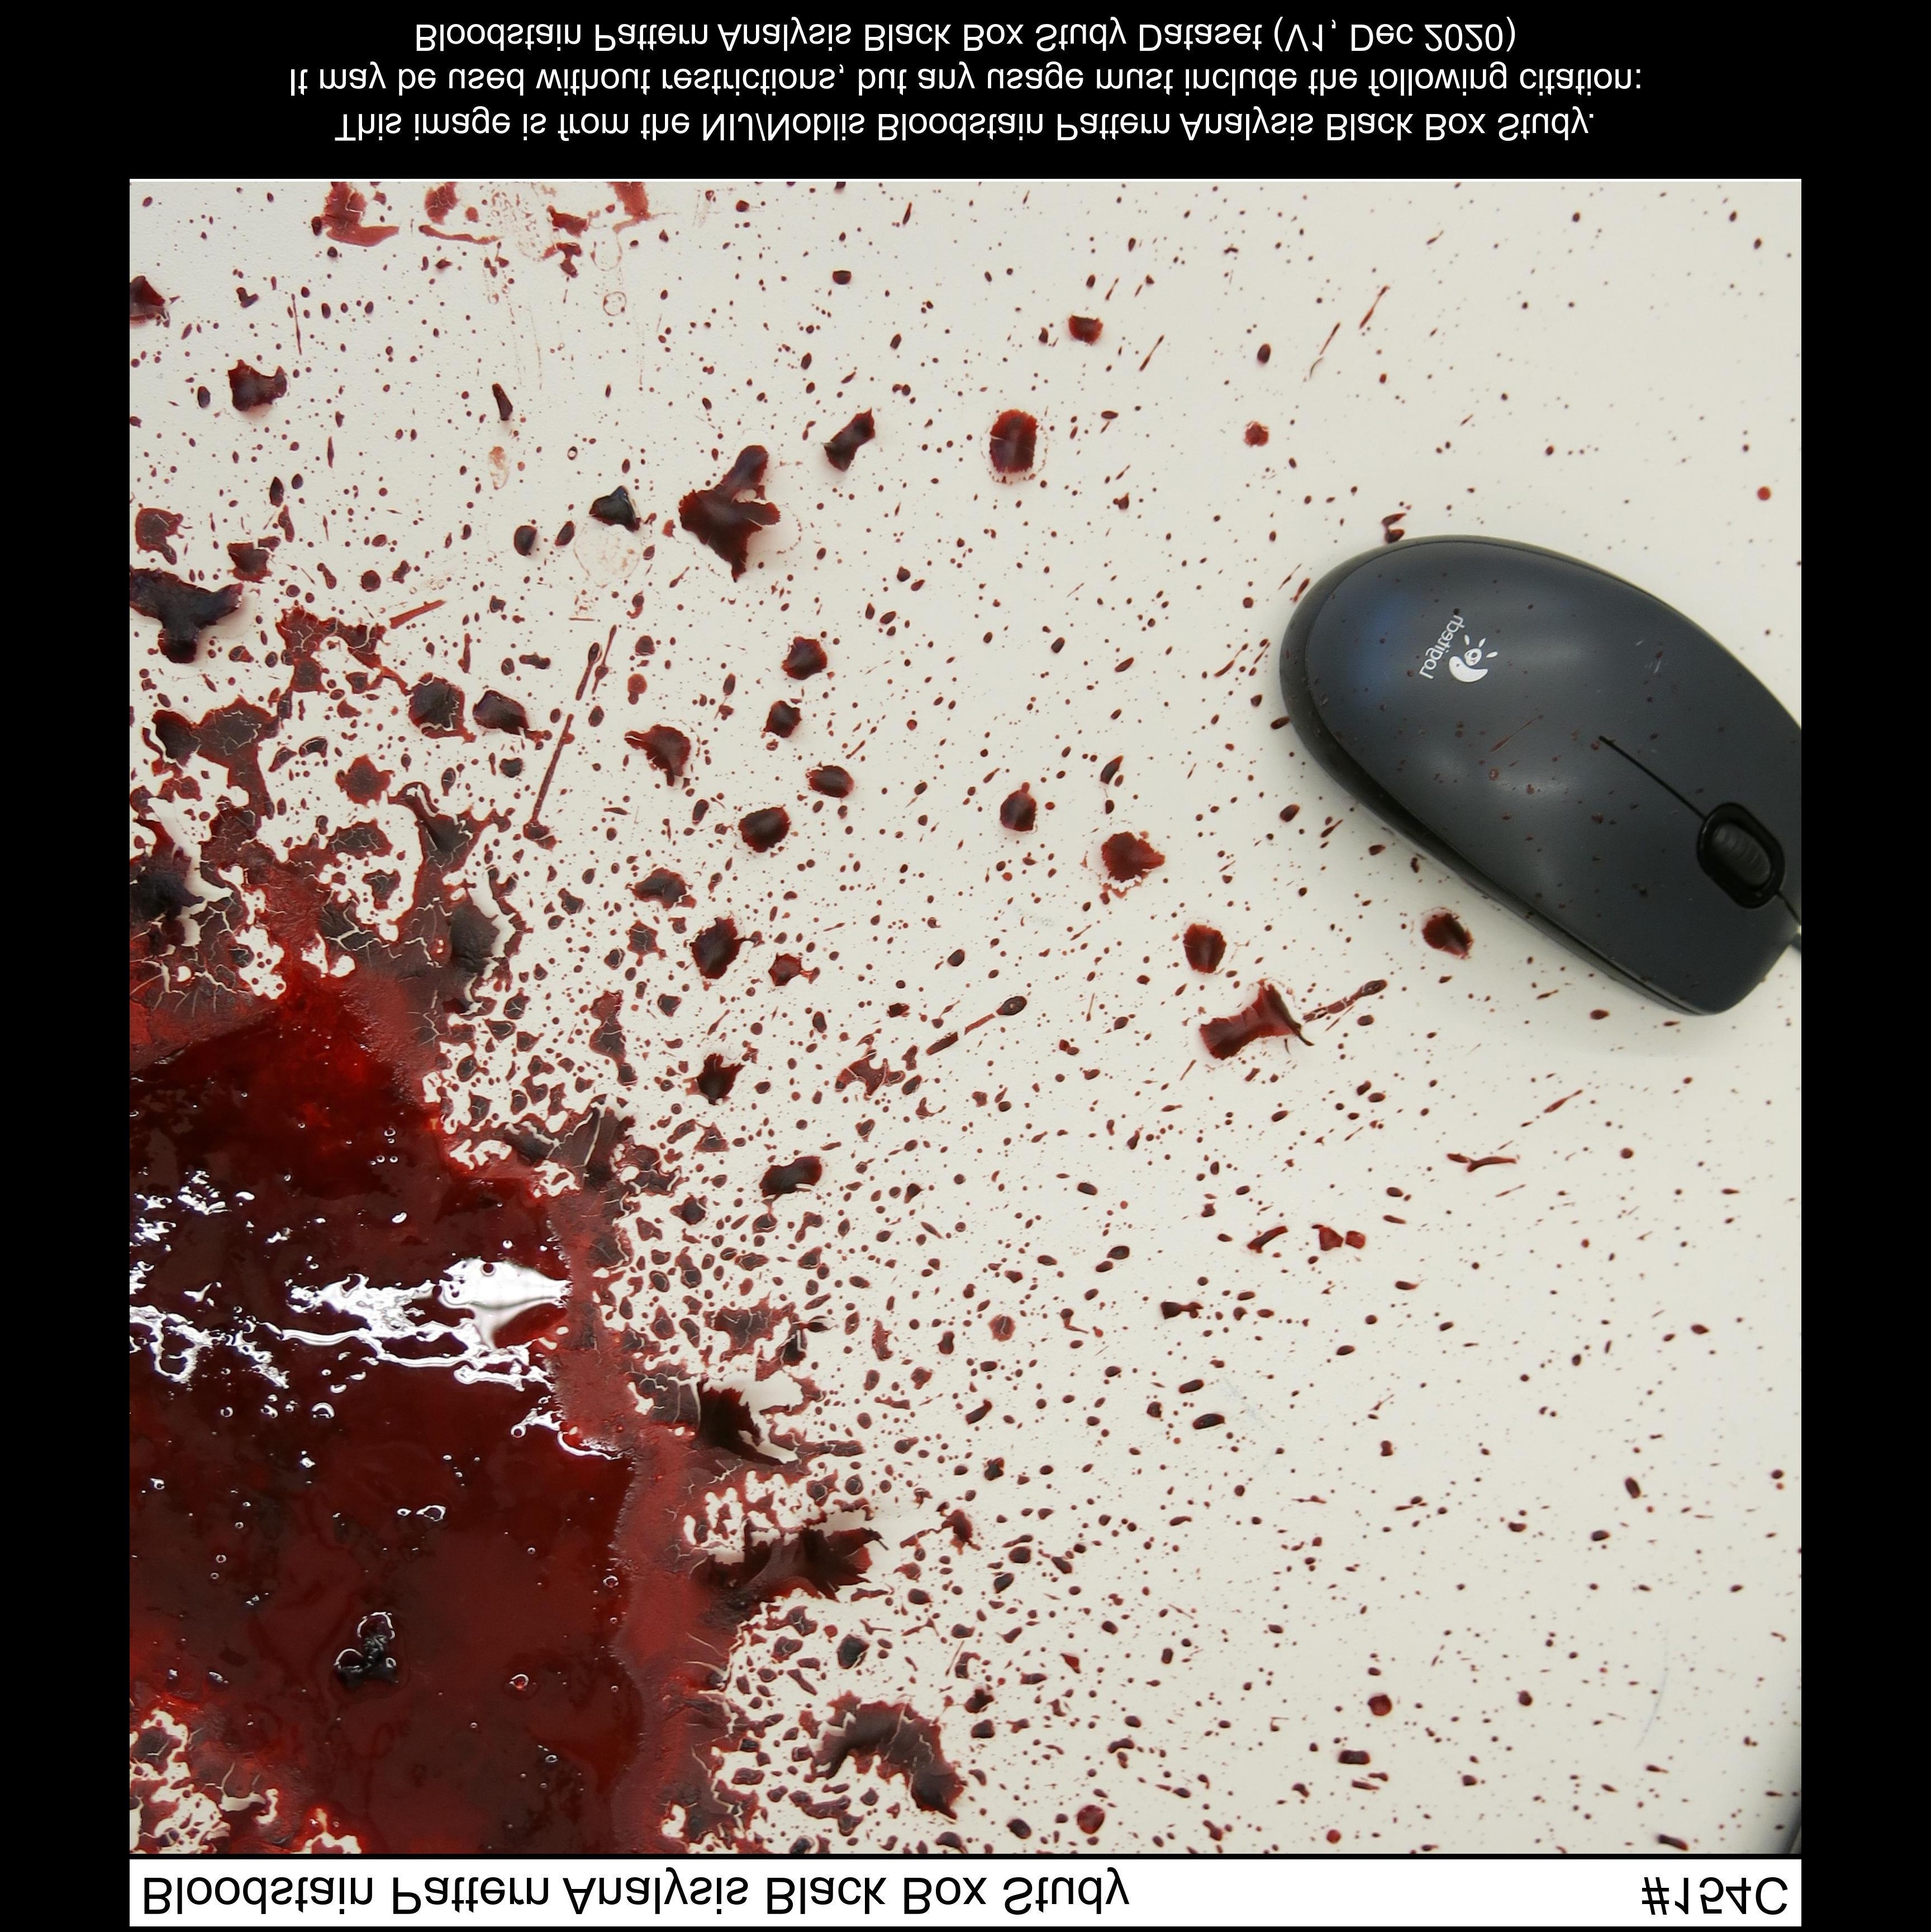 Bloodstain Pattern Analysis Black Box Study #154C
Logitech
This image is from the NIJ/Noblis Bloodstain Pattern Analysis Black Box Study.
It may be used without restrictions, but any usage must include the following citation:
Bloodstain Pattern Analysis Black Box Study Dataset (V1, Dec 2020)